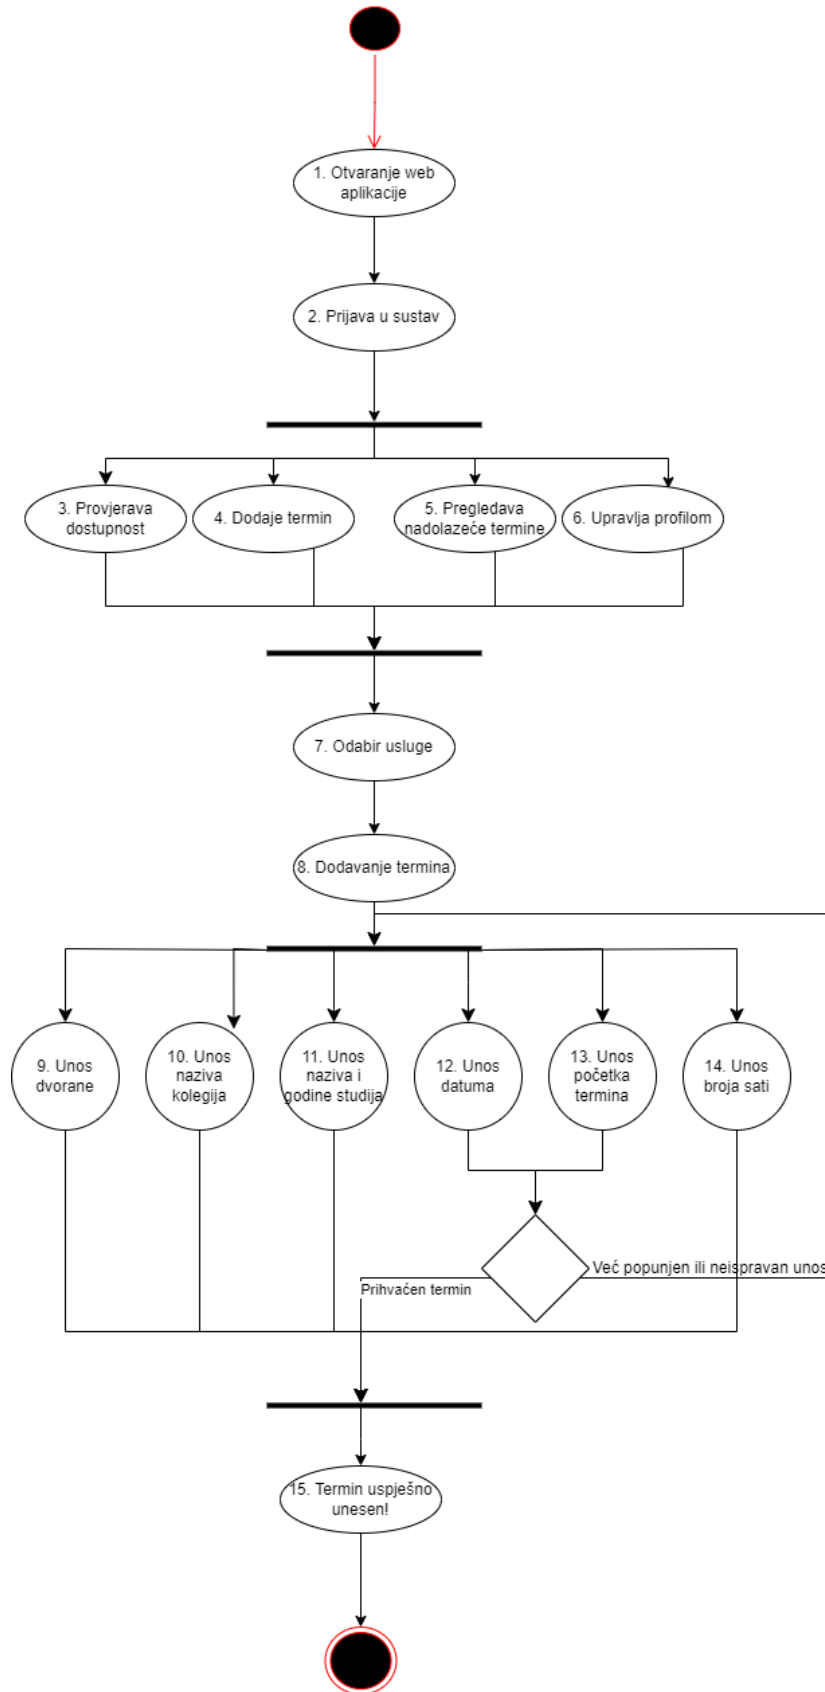 1. Otvaranje web
aplikacije
2. Prijava u sustav
3. Provjerava
dostupnost
4. Dodaje termin
5. Pregledava
nadolazeće termine
6. Upravlja profilom
7. Odabir usluge
8. Dodavanje termina
9. Unos
dvorane
10. Unos
naziva
kolegija
11. Unos
naziva i
godine studija
12. Unos
datuma
13. Unos
početka
termina
14. Unos
broja sati
Već popunjen ili neispravan unos
Prihvaćen termin
15. Termin uspješno
unesen!